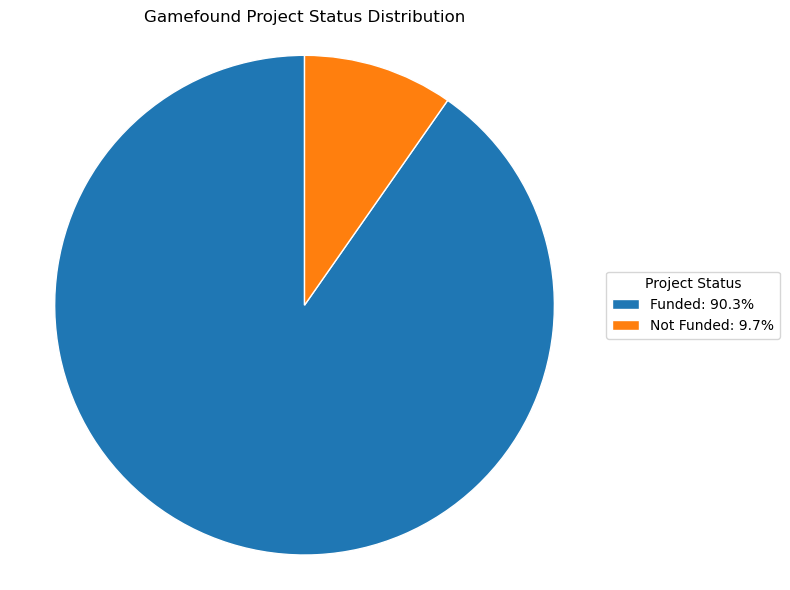 Gamefound Project Status Distribution
Project Status
Funded: 90.3%
Not Funded: 9.7%